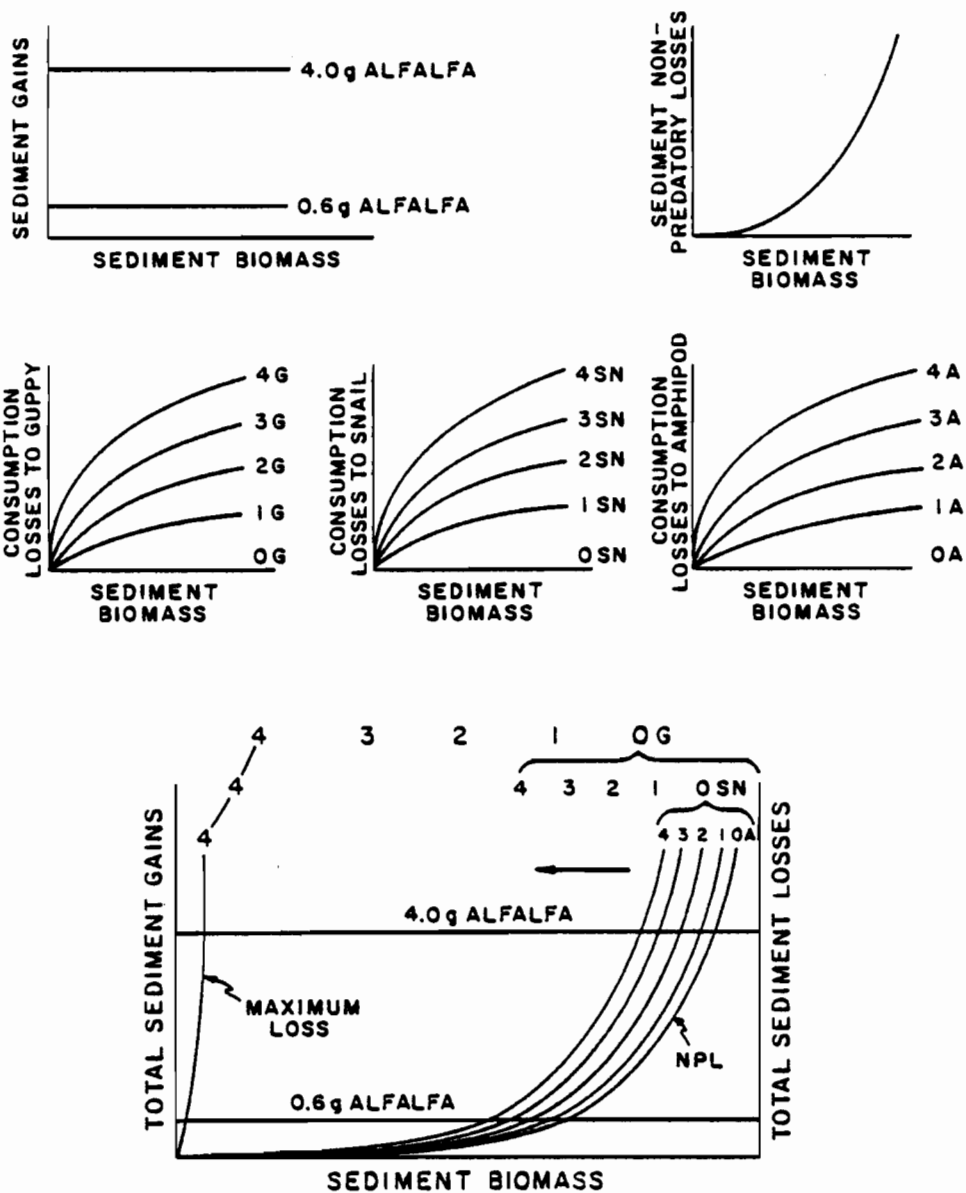 SEDIMENT GAINS
4.0g ALFALFA
0.6g ALFALFA
SEDIMENT BIOMASS
SEDIMENT NON-
PREDATORY LOSSES
SEDIMENT
BIOMASS
CONSUMPTION
LOSSES TO GUPPY
4G
3G
2G
1G
0G
SEDIMENT
BIOMASS
CONSUMPTION
LOSSES TO SNAIL
4SN
3SN
2SN
1SN
0SN
SEDIMENT
BIOMASS
CONSUMPTION
LOSSES TO AMPHIPOD
4A
3A
2A
1A
0A
SEDIMENT
BIOMASS
4 3 2 1 0G
4 4 3 2 1 0SN
4 4 3 2 1 0A
TOTAL SEDIMENT GAINS
TOTAL SEDIMENT LOSSES
4.0g ALFALFA
MAXIMUM
LOSS
NPL
0.6g ALFALFA
SEDIMENT BIOMASS